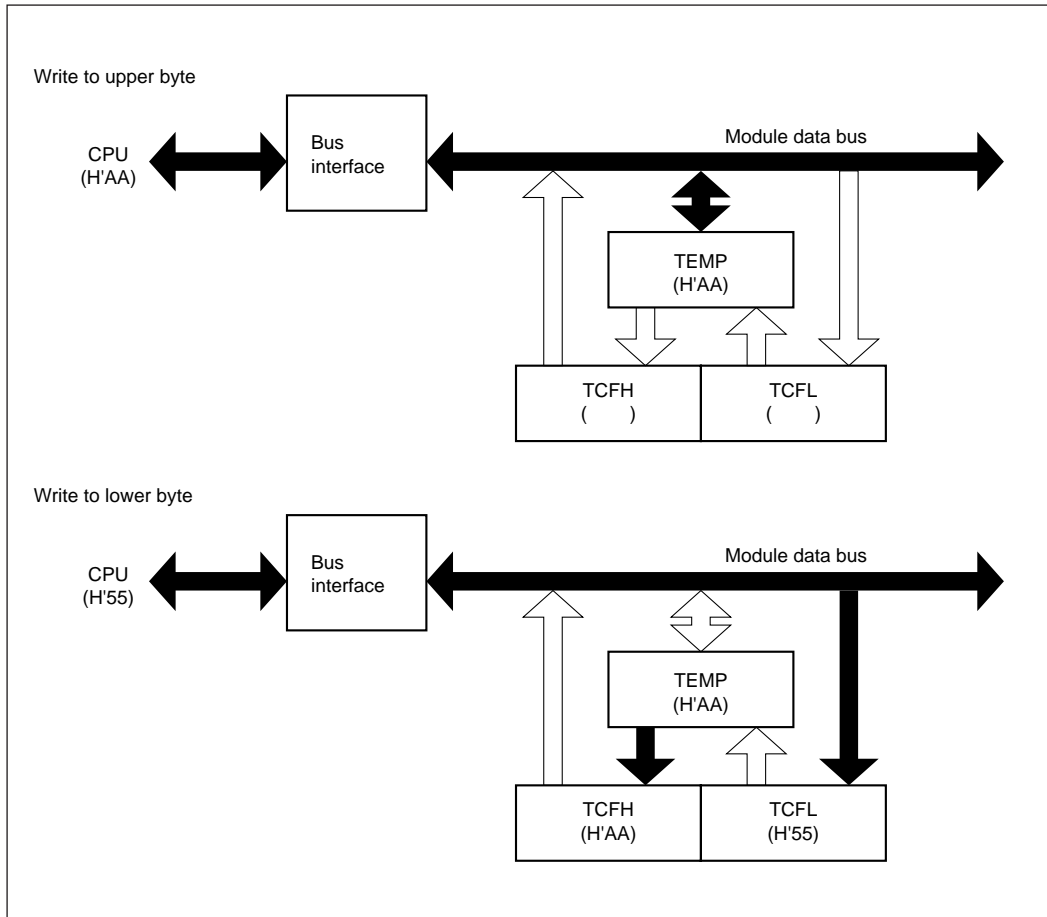 Write to upper byte
CPU
(H'AA)
Bus
interface
Module data bus
TEMP
(H'AA)
TCFH
(      )
TCFL
(      )
Write to lower byte
CPU
(H'55)
Bus
interface
Module data bus
TEMP
(H'AA)
TCFH
(H'AA)
TCFL
(H'55)